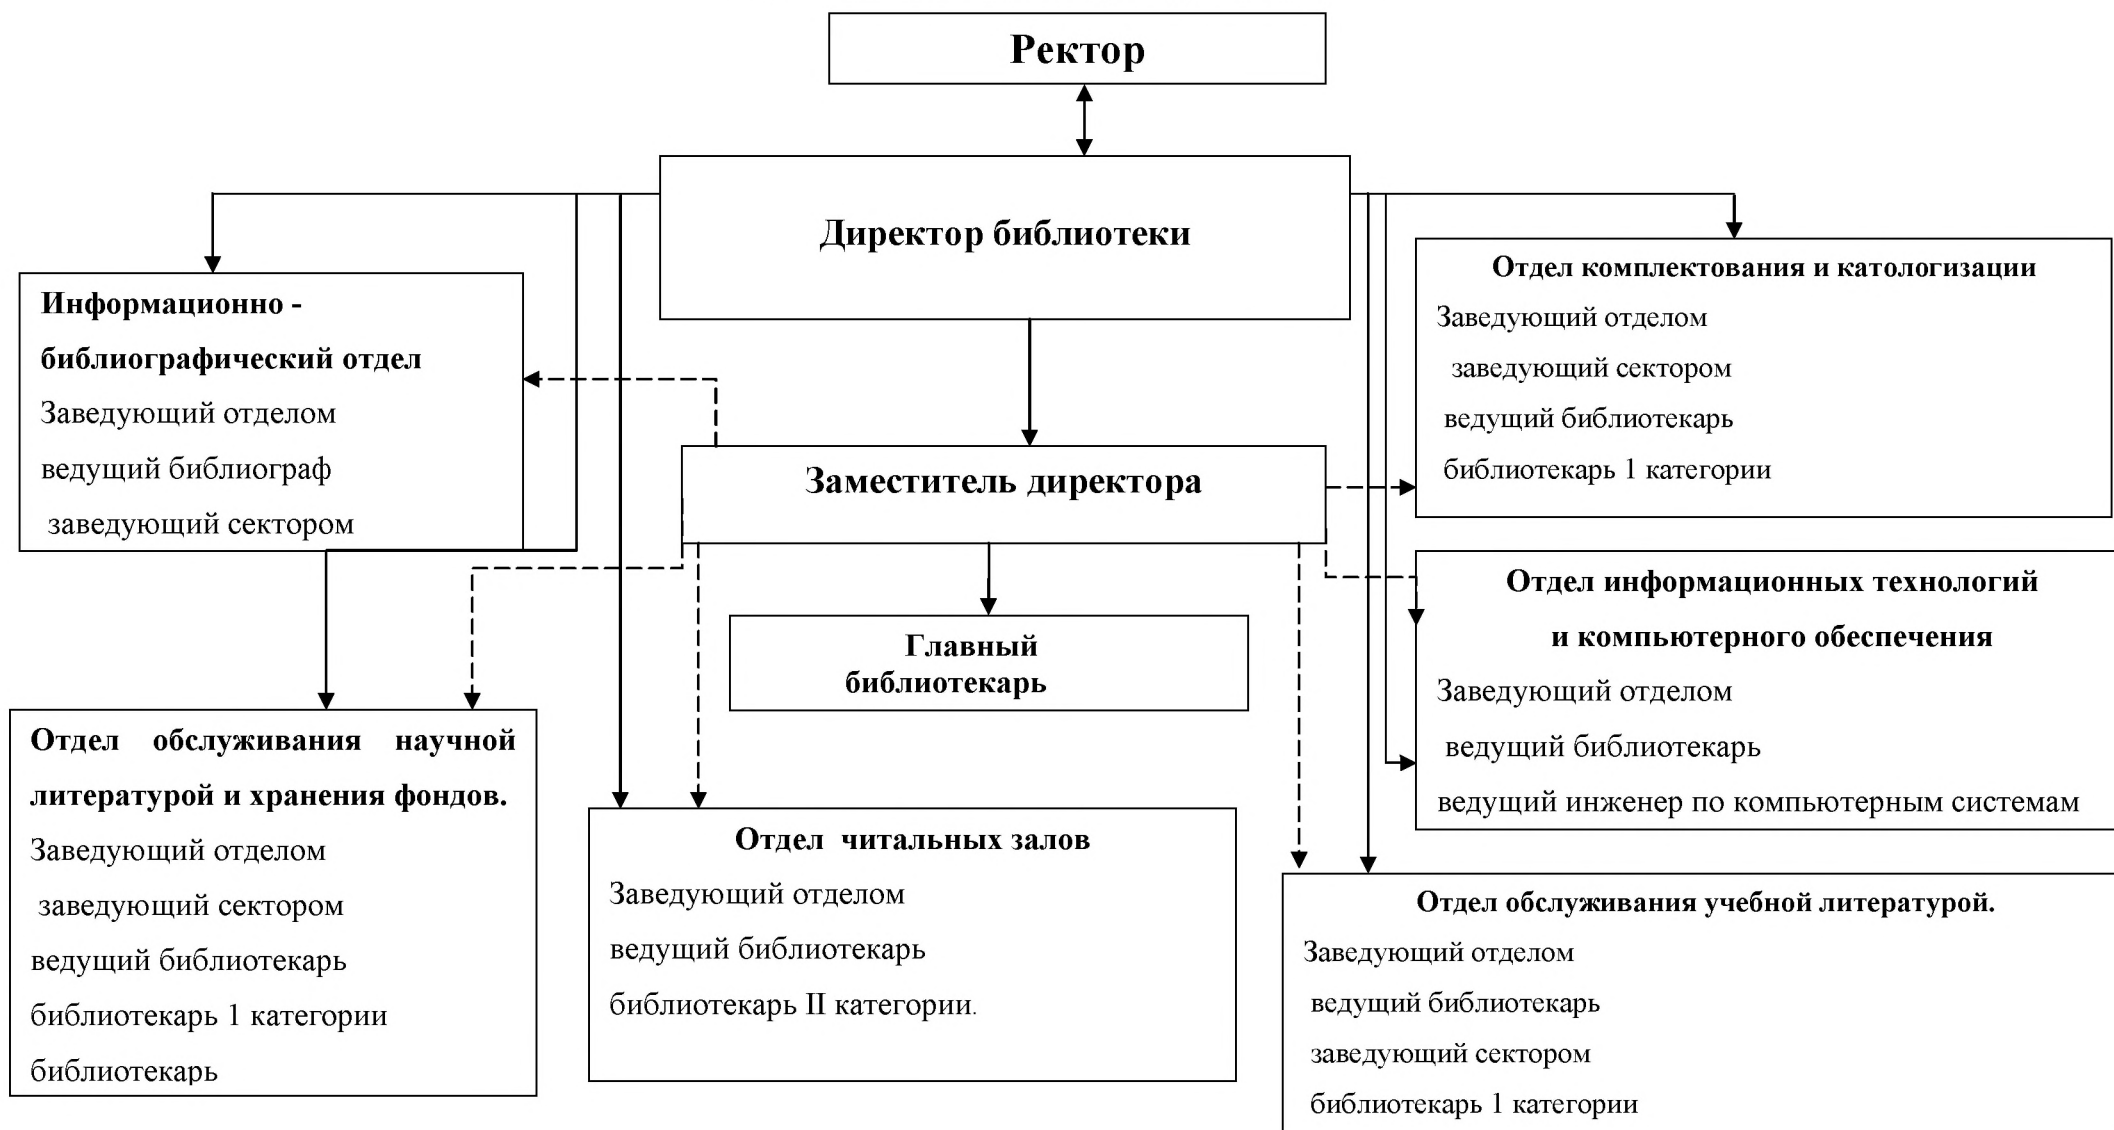 Ректор
Директор библиотеки
Информационно -
библиографический отдел
Заведующий отделом
ведущий библиограф
заведующий сектором
Отдел комплектования и катологизации
Заведующий отделом
заведующий сектором
ведущий библиотекарь
библиотекарь 1 категории
Заместитель директора
Отдел информационных технологий
и компьютерного обеспечения
Заведующий отделом
ведущий библиотекарь
ведущий инженер по компьютерным системам
Главный
библиотекарь
Отдел обслуживания научной
литературой и хранения фондов.
Заведующий отделом
заведующий сектором
ведущий библиотекарь
библиотекарь 1 категории
библиотекарь
Отдел читальных залов
Заведующий отделом
ведущий библиотекарь
библиотекарь II категории.
Отдел обслуживания учебной литературой.
Заведующий отделом
ведущий библиотекарь
заведующий сектором
библиотекарь 1 категории